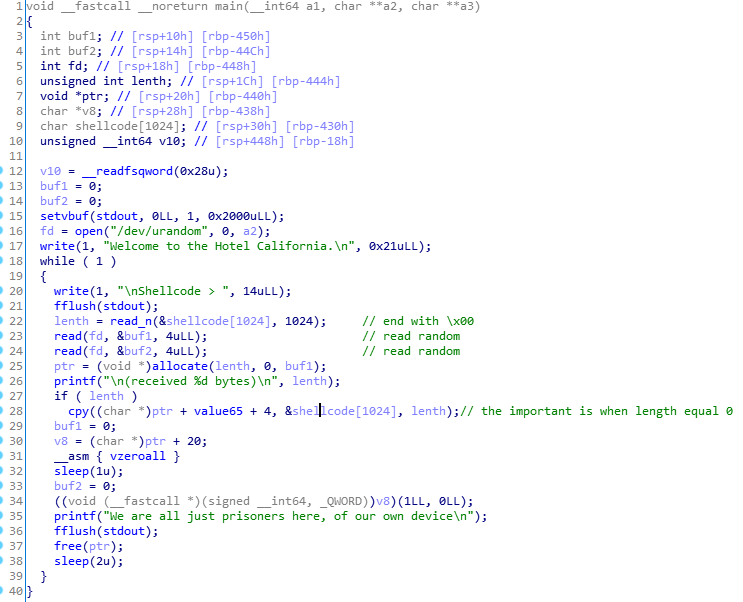 1 void __fastcall __noreturn main(__int64 a1, char **a2, char **a3)
2 {
3 int buf1; // [rsp+10h] [rbp-450h]
4 int buf2; // [rsp+14h] [rbp-44Ch]
5 int fd; // [rsp+18h] [rbp-448h]
6 unsigned int lenth; // [rsp+1Ch] [rbp-444h]
7 void *ptr; // [rsp+20h] [rbp-440h]
8 char *v8; // [rsp+28h] [rbp-438h]
9 char shellcode[1024]; // [rsp+30h] [rbp-430h]
10 unsigned __int64 v10; // [rsp+448h] [rbp-18h]
11
12 v10 = __readfsqword(0x28u);
13 buf1 = 0;
14 buf2 = 0;
15 setvbuf(stdout, 0LL, 1, 0x2000uLL);
16 fd = open("/dev/urandom", 0, a2);
17 write(1, "Welcome to the Hotel California.\n", 0x21uLL);
18 while ( 1 )
19 {
20 write(1, "\nShellcode > ", 14uLL);
21 fflush(stdout);
22 lenth = read_n(&shellcode[1024], 1024); // end with \x00
23 read(fd, &buf1, 4uLL); // read random
24 read(fd, &buf2, 4uLL); // read random
25 ptr = (void *)allocate(lenth, 0, buf1);
26 printf("\n(received %d bytes)\n", lenth);
27 if ( lenth )
28 cpy((char *)ptr + value65 + 4, &shellcode[1024], lenth);// the important is when length equal 0
29 buf1 = 0;
30 v8 = (char *)ptr + 20;
31 __asm { vzeroall }
32 sleep(1u);
33 buf2 = 0;
34 ((void (__fastcall *)(signed __int64, _QWORD))v8)(1LL, 0LL);
35 printf("We are all just prisoners here, of our own device\n");
36 fflush(stdout);
37 free(ptr);
38 sleep(2u);
39 }
40 }